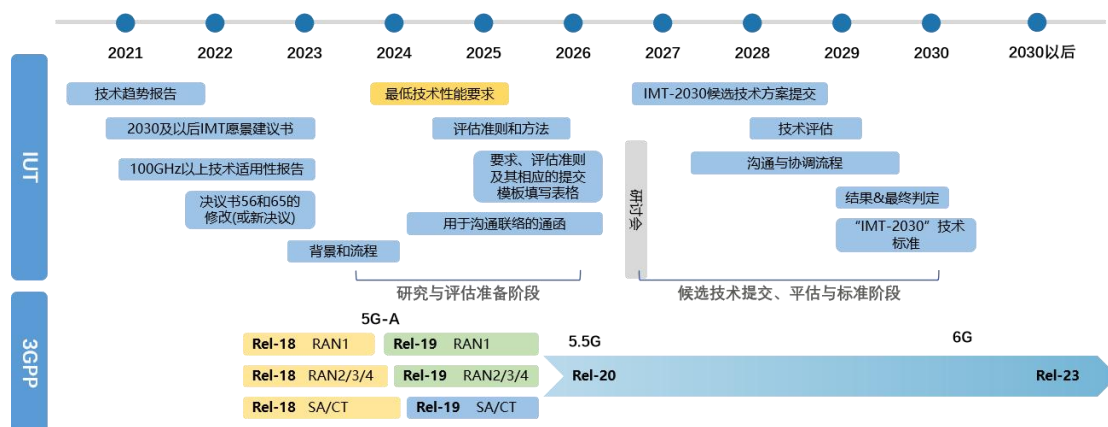 2021
2022
2023
2024
2025
2026
2027
2028
2029
2030
2030以后
IUT
技术趋势报告
最低技术性能要求
IMT-2030候选技术方案提交
2030及以后IMT愿景建议书
评估准则和方法
技术评估
100GHz以上技术适用性报告
要求、评估准则
及其相应的提交
模板填写表格
研讨会
沟通与协调流程
决议书56和65的
修改(或新决议)
结果&最终判定
用于沟通联络的通函
“IMT-2030”技术
标准
背景和流程
研究与评估准备阶段
候选技术提交、平估与标准阶段
3GPP
5G-A
5.5G
6G
Rel-18 RAN1
Rel-19 RAN1
Rel-18 RAN2/3/4
Rel-19 RAN2/3/4
Rel-20
Rel-23
Rel-18 SA/CT
Rel-19 SA/CT